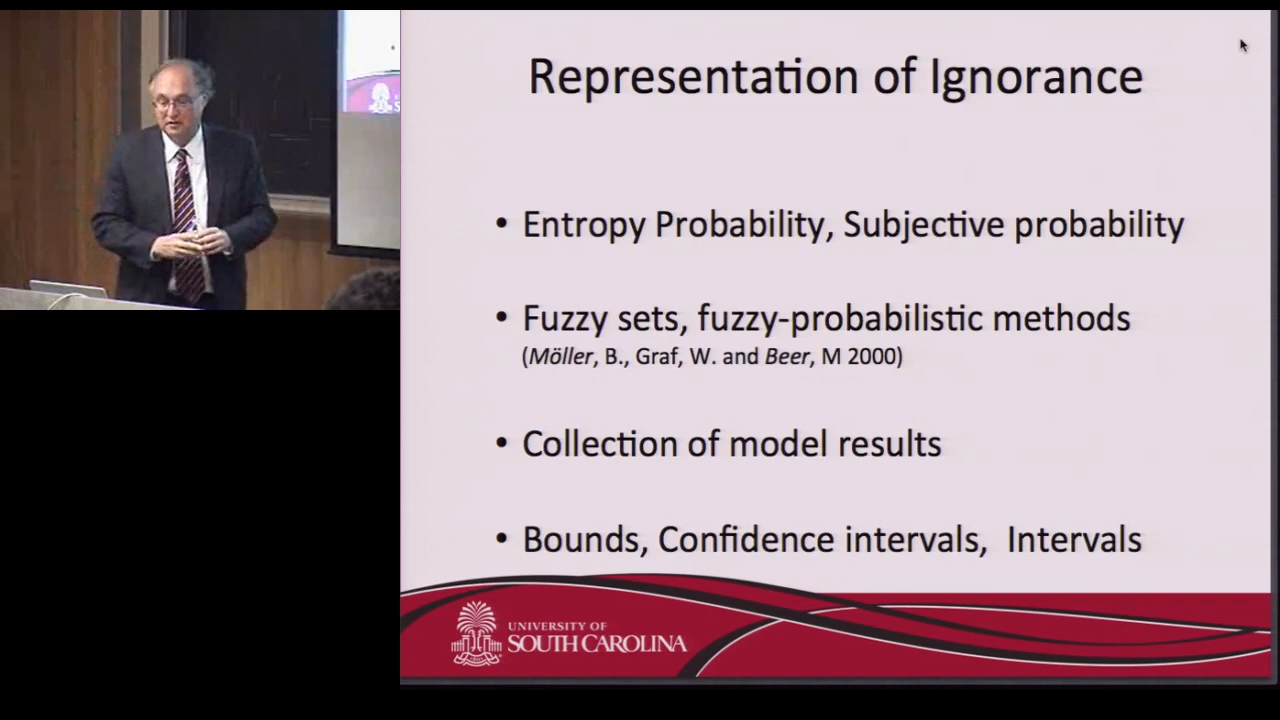 Representation of Ignorance
• Entropy Probability, Subjective probability
• Fuzzy sets, fuzzy-probabilistic methods
(Möller, B., Graf, W. and Beer, M 2000)
• Collection of model results
• Bounds, Confidence intervals,  Intervals
UNIVERSITY OF
SOUTH CAROLINA